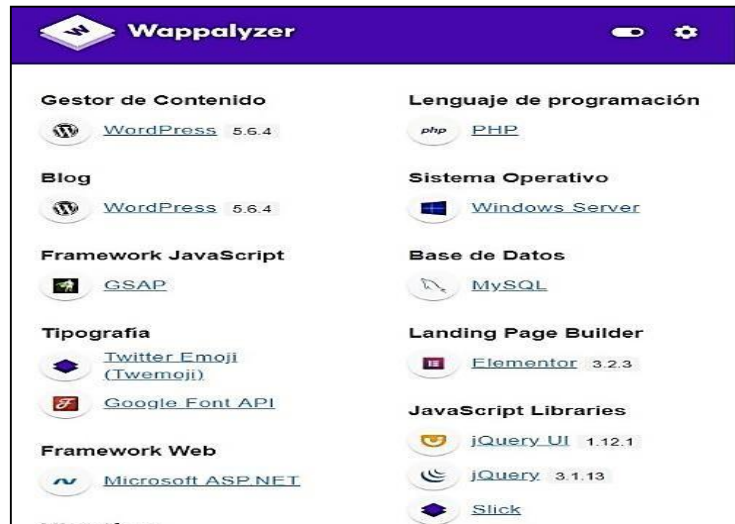 Wappalyzer
Gestor de Contenido
WordPress 5.6.4
Blog
WordPress 5.6.4
Framework JavaScript
GSAP
Tipografía
Twitter Emoji
(Twemoji)
Google Font API
Framework Web
Microsoft ASP.NET
Lenguaje de programación
php PHP
Sistema Operativo
Windows Server
Base de Datos
MySQL
Landing Page Builder
Elementor 3.2.3
JavaScript Libraries
jQuery UI 1.12.1
jQuery 3.1.13
Slick